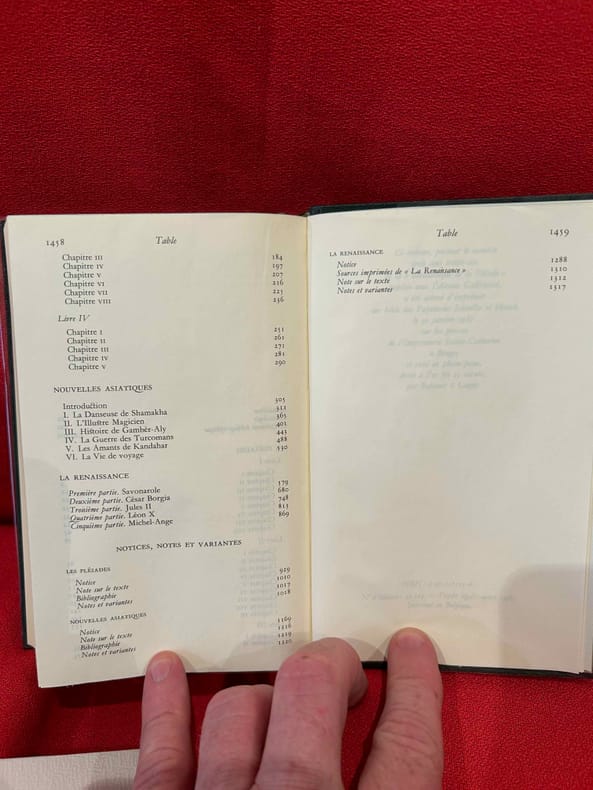 1458 Table
Chapitre III 184
Chapitre IV 197
Chapitre V 207
Chapitre VI 216
Chapitre VII 223
Chapitre VIII 236
Livre IV
Chapitre I 251
Chapitre II 261
Chapitre III 271
Chapitre IV 281
Chapitre V 290
NOUVELLES ASIATIQUES
Introduction 305
I. La Danseuse de Shamakha 311
II. L'Illustre Magicien 365
III. Histoire de Gambèr-Aly 401
IV. La Guerre des Turcomans 443
V. Les Amants de Kandahar 488
VI. La Vie de voyage 530
LA RENAISSANCE
Première partie. Savonarole 579
Deuxième partie. César Borgia 680
Troisième partie. Jules II 748
Quatrième partie. Léon X 813
Cinquième partie. Michel-Ange 869
NOTICES, NOTES ET VARIANTES
LES PLÉIADES
Notice 929
Note sur le texte 1010
Bibliographie 1017
Notes et variantes 1018
NOUVELLES ASIATIQUES
Notice 1169
Note sur le texte 1216
Bibliographie 1219
Notes et variantes 1220
Table 1459
LA RENAISSANCE
Notice 1288
Sources imprimées de « La Renaissance » 1310
Note sur le texte 1312
Notes et variantes 1317